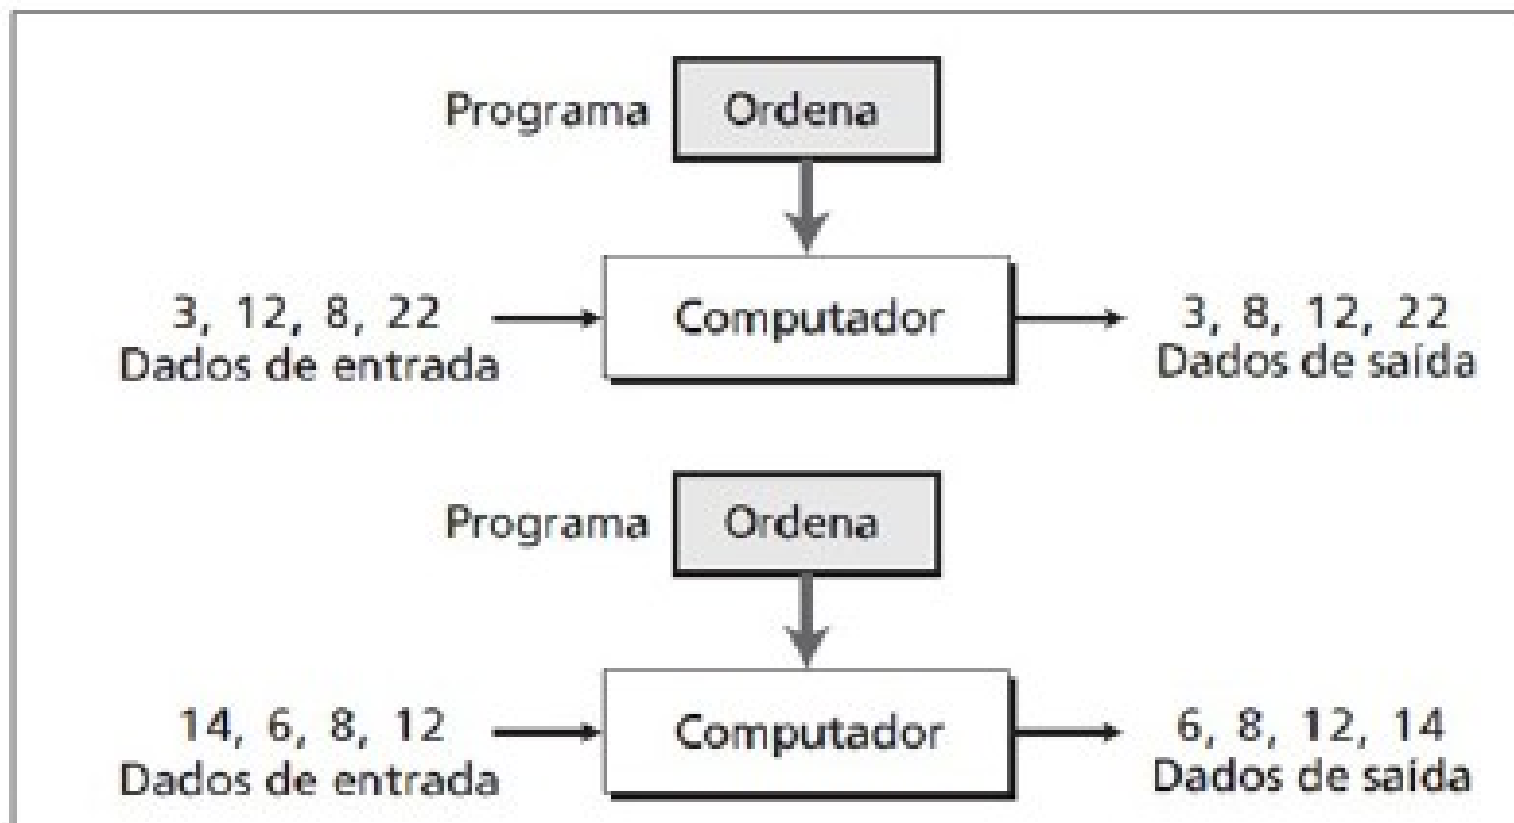 Programa Ordena
3, 12, 8, 22 Computador 3, 8, 12, 22
Dados de entrada Dados de saída
Programa Ordena
14, 6, 8, 12 Computador 6, 8, 12, 14
Dados de entrada Dados de saída